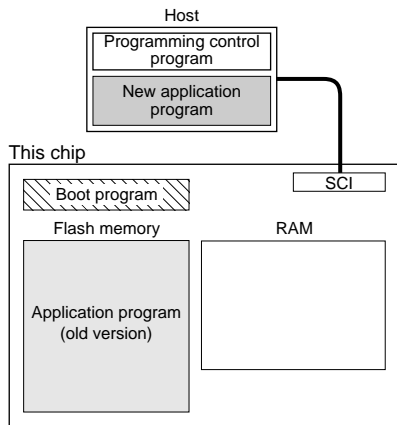 Host
Programming control
program
New application
program
This chip
SCI
Boot program
Flash memory
RAM
Application program
(old version)